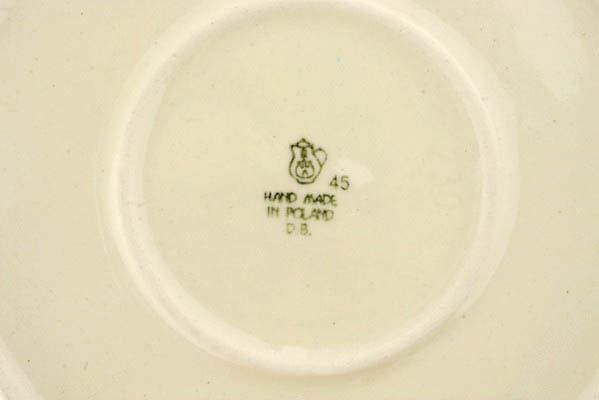 45
HAND MADE
IN POLAND
D.B.